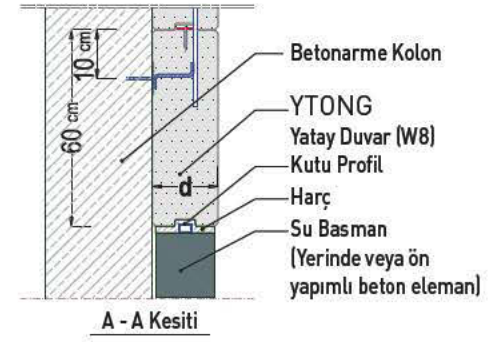 10 cm
60 cm
d
Betonarme Kolon
YTONG
Yatay Duvar (W8)
Kutu Profil
Harç
Su Basman
(Yerinde veya ön
yapımlı beton eleman)
A - A Kesiti